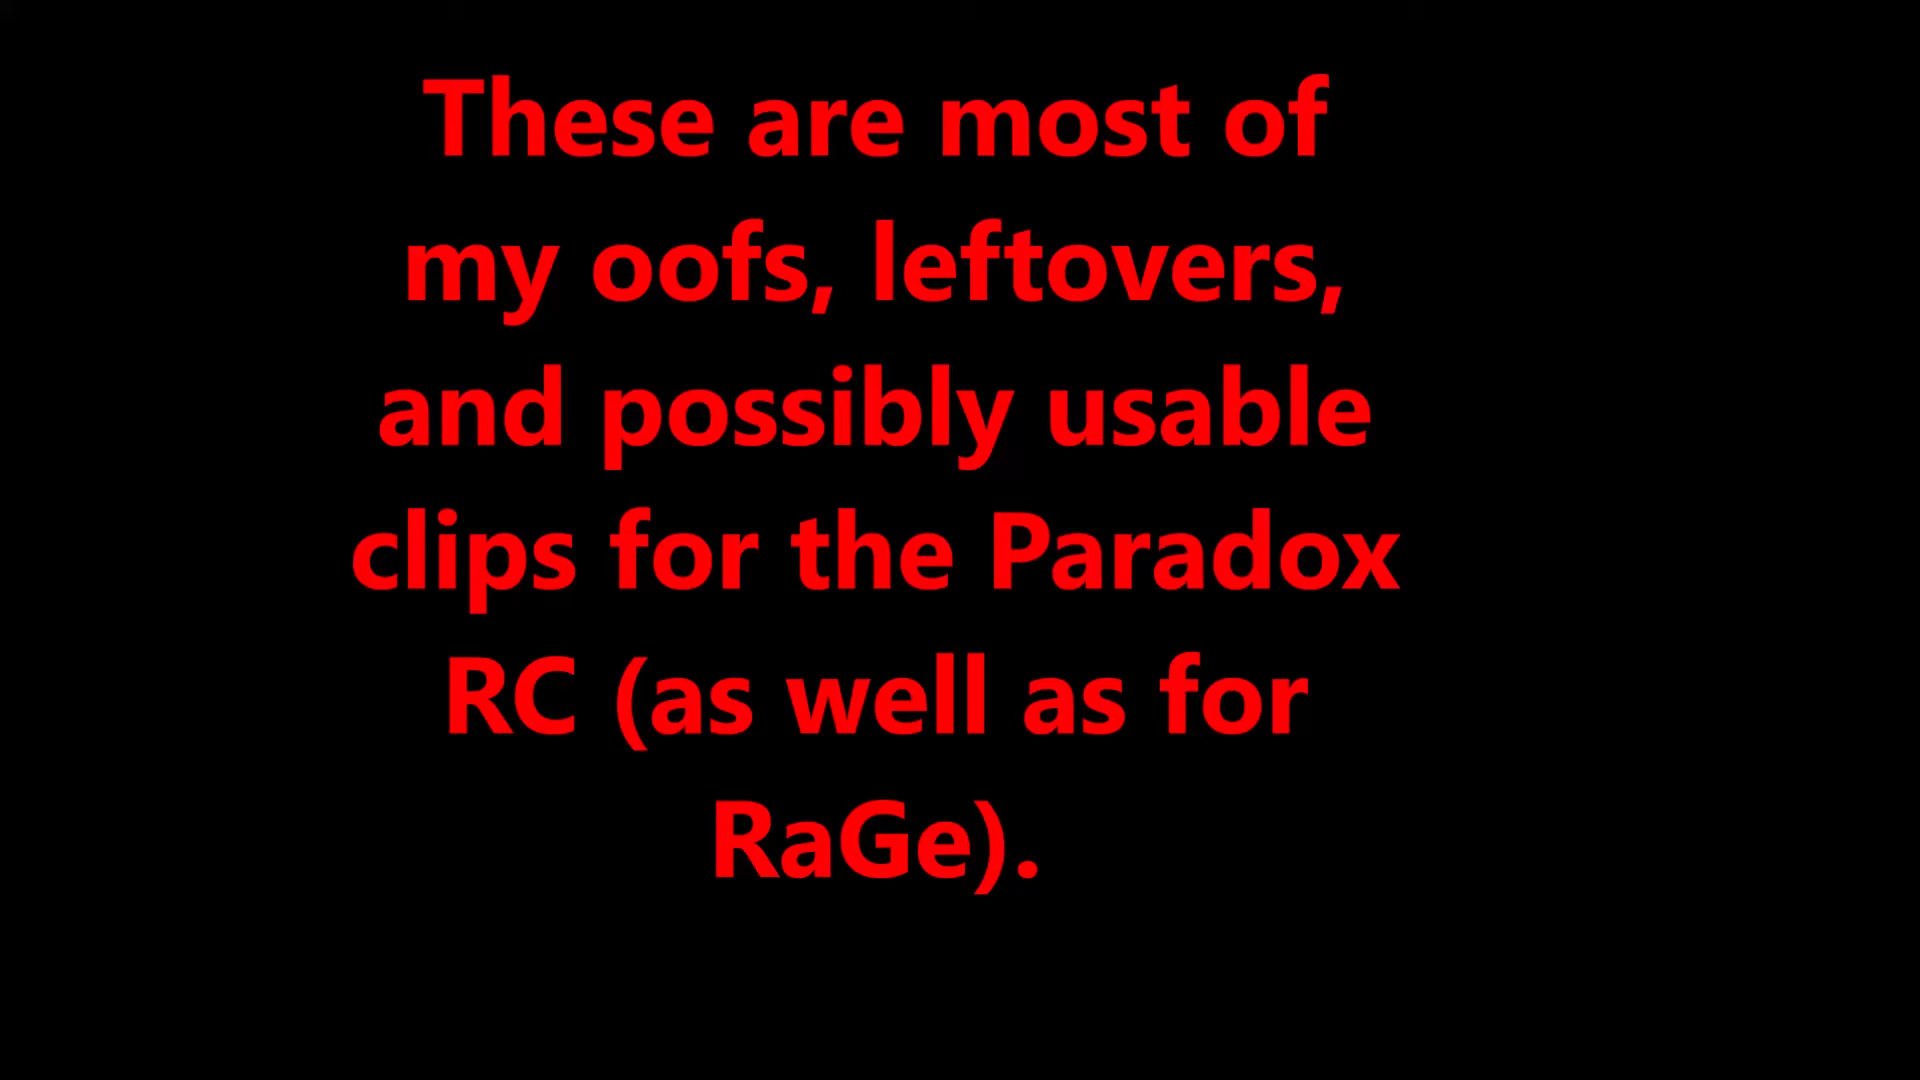 These are most of
my oofs, leftovers,
and possibly usable
clips for the Paradox
RC (as well as for
RaGe).